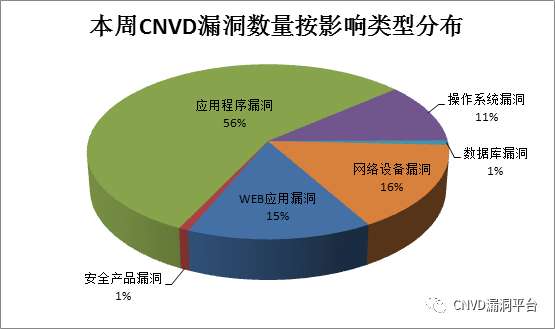 本周CNVD漏洞数量按影响类型分布
应用程序漏洞
56%
操作系统漏洞
11%
数据库漏洞
1%
网络设备漏洞
16%
WEB应用漏洞
15%
安全产品漏洞
1%
CNVD漏洞平台